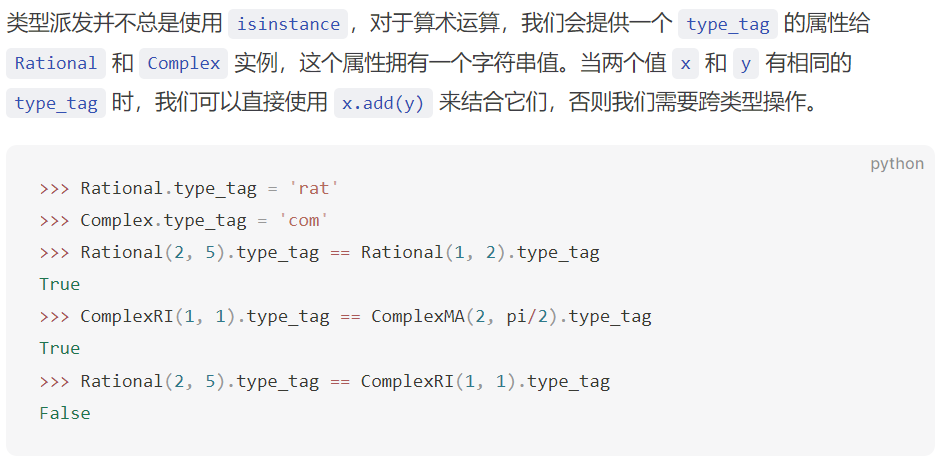 类型派发并不总是使用 isinstance，对于算术运算，我们会提供一个 type_tag 的属性给
Rational 和 Complex 实例，这个属性拥有一个字符串值。当两个值 x 和 y 有相同的
type_tag 时，我们可以直接使用 x.add(y) 来结合它们，否则我们需要跨类型操作。
python
>>> Rational.type_tag = 'rat'
>>> Complex.type_tag = 'com'
>>> Rational(2, 5).type_tag == Rational(1, 2).type_tag
True
>>> ComplexRI(1, 1).type_tag == ComplexMA(2, pi/2).type_tag
True
>>> Rational(2, 5).type_tag == ComplexRI(1, 1).type_tag
False